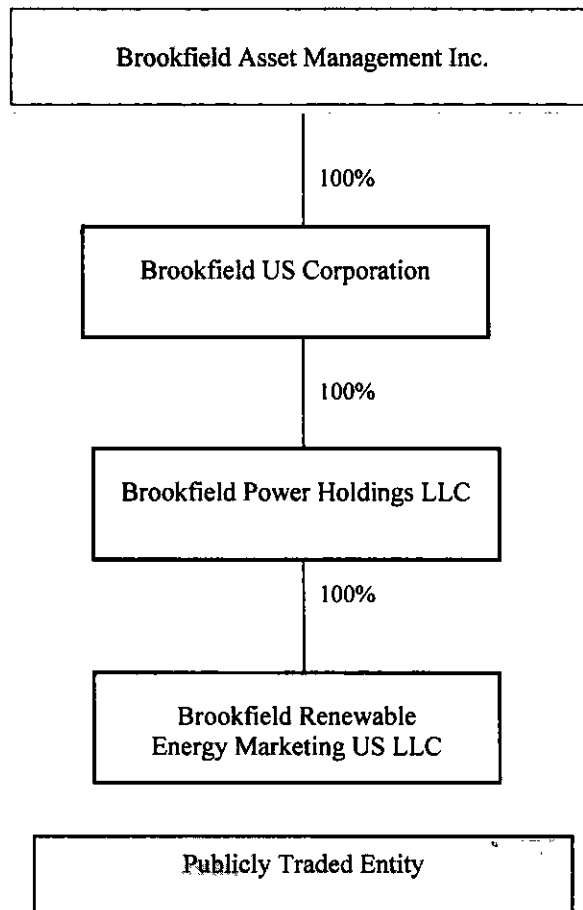 Brookfield Asset Management Inc.
100%
Brookfield US Corporation
100%
Brookfield Power Holdings LLC
100%
Brookfield Renewable
Energy Marketing US LLC
Publicly Traded Entity